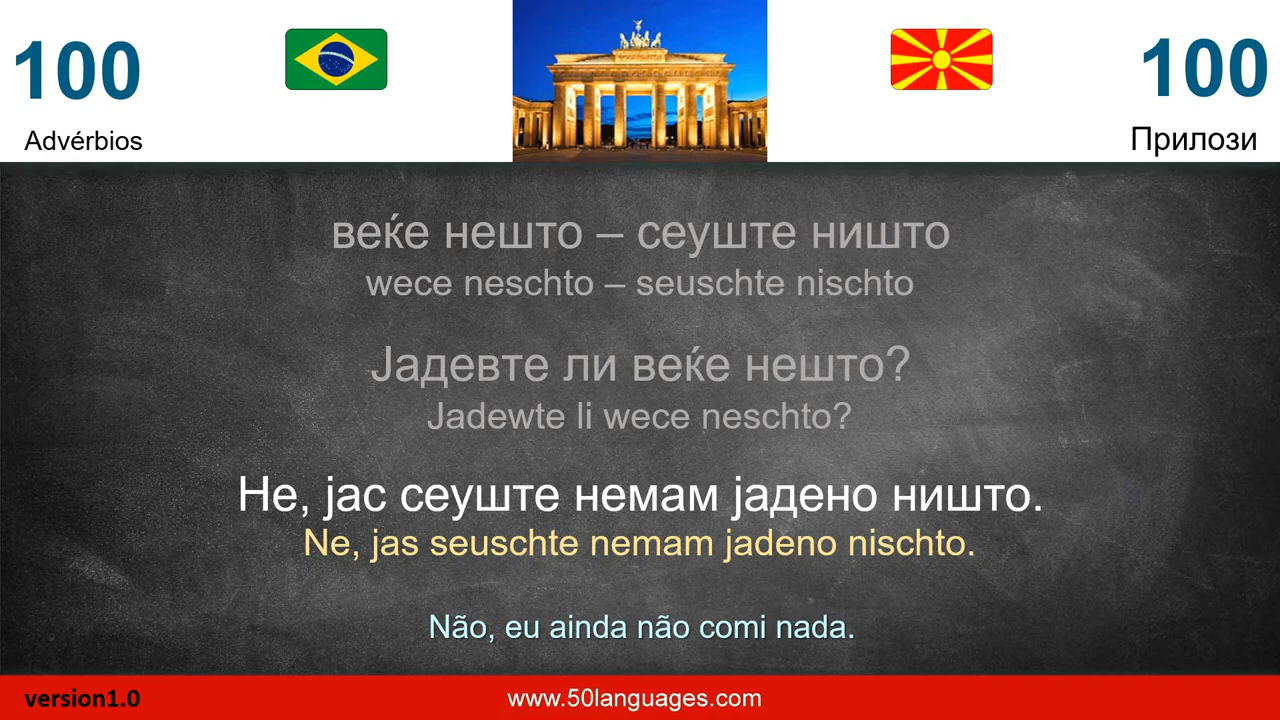 100
100
Advérbios
Прилози
веќе нешто – сеуште ништо
wece neschto – seuschte nischto
Јадевте ли веќе нешто?
Jadewte li wece neschto?
Не, јас сеуште немам јадено ништо.
Ne, jas seuschte nemam jadeno nischto.
Não, eu ainda não comi nada.
version1.0
www.50languages.com